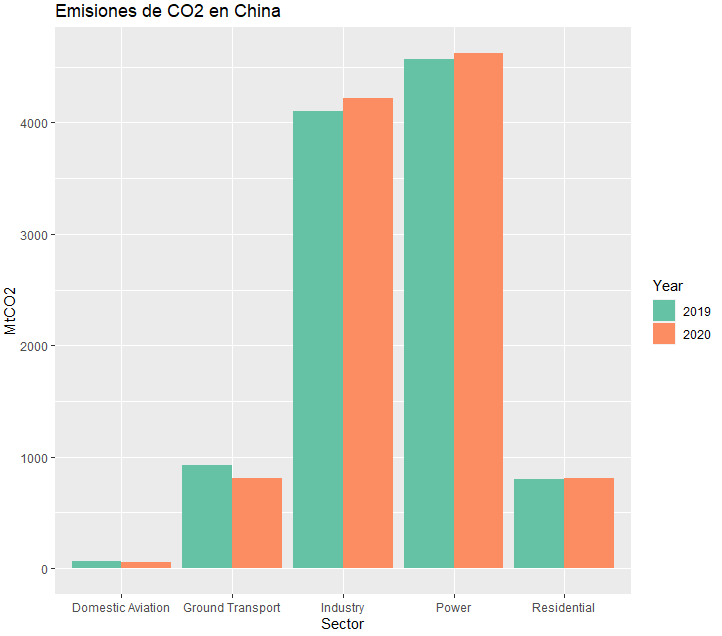 Emisiones de CO2 en China
MtCO2
4000
3000
2000
1000
0
Domestic Aviation
Ground Transport
Industry
Power
Residential
Sector
Year
2019
2020